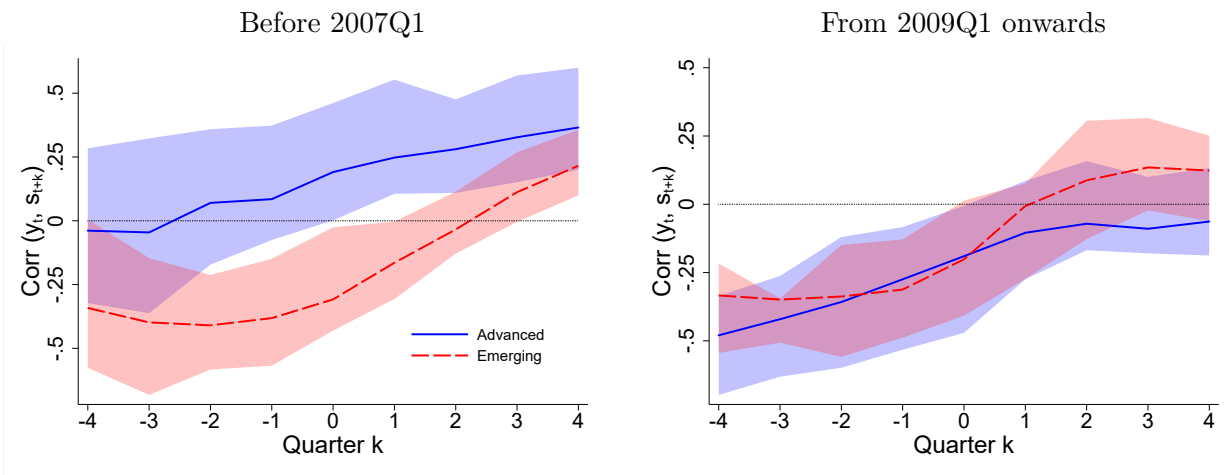 Before 2007Q1
.5
.25
0
-.25
-.5
Corr (yt, st+k)
Advanced
Emerging
-4 -3 -2 -1 0 1 2 3 4
Quarter k
From 2009Q1 onwards
.5
.25
0
-.25
-.5
Corr (yt, st+k)
-4 -3 -2 -1 0 1 2 3 4
Quarter k